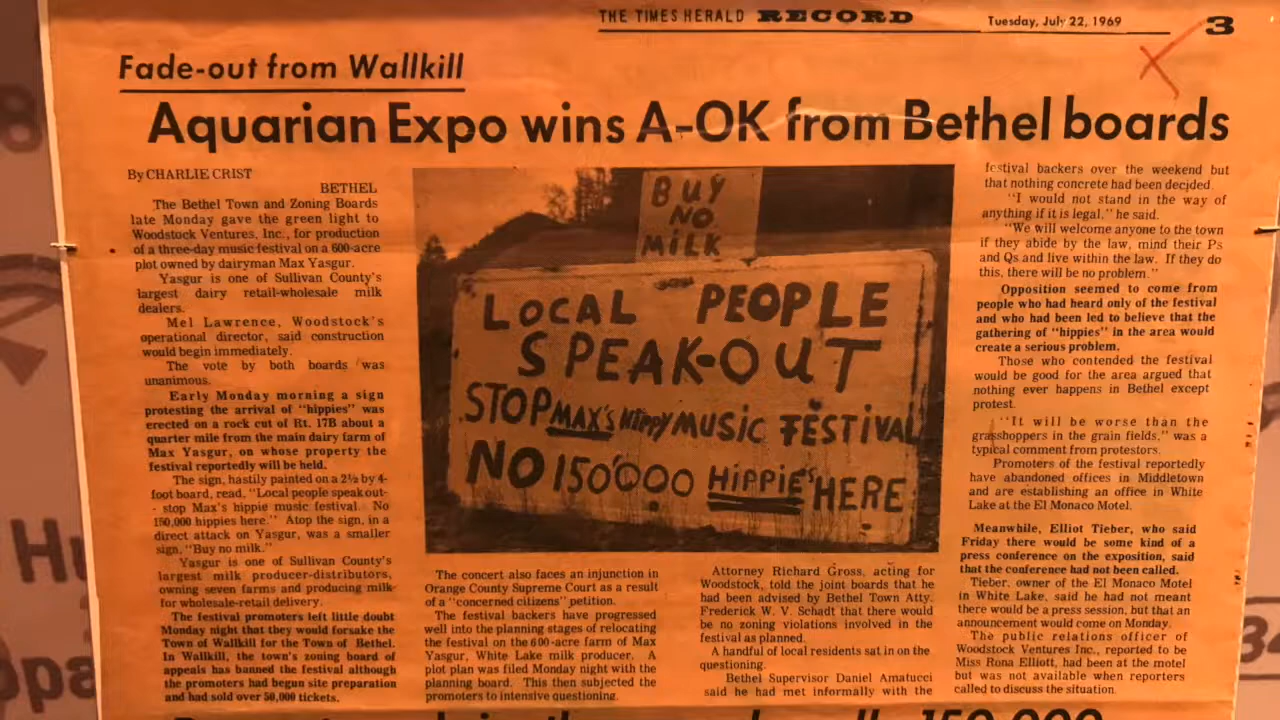 THE TIMES HERALD RECORD
Tuesday, July 22, 1969
3
Fade-out from Wallkill
Aquarian Expo wins A-OK from Bethel boards
By CHARLIE CRIST
BETHEL
The Bethel Town and Zoning Boards
late Monday gave the green light to
Woodstock Ventures, Inc., for production
of a three-day music festival on a 600-acre
plot owned by dairyman Max Yasgur.
Yasgur is one of Sullivan County's
largest dairy retail-wholesale milk
dealers.
Mel Lawrence, Woodstock's
operational director, said construction
would begin immediately.
The vote by both boards was
unanimous.
Early Monday morning a sign
protesting the arrival of "hippies" was
erected on a rock cut of Rt. 17B about a
quarter mile from the main dairy farm of
Max Yasgur, on whose property the
festival reportedly will be held.
The sign, hastily painted on a 2½ by 4-
foot board, read, "Local people speak out-
- stop Max's hippie music festival. No
150,000 hippies here." Atop the sign, in a
direct attack on Yasgur, was a smaller
sign, "Buy no milk."
Yasgur is one of Sullivan County's
largest milk producer-distributors,
owning seven farms and producing milk
for wholesale-retail delivery.
The festival promoters left little doubt
Monday night that they would forsake the
Town of Wallkill for the Town of Bethel.
In Wallkill, the town's zoning board of
appeals has banned the festival although
the promoters had begun site preparation
and had sold over 50,000 tickets.
BUY
NO
MILK
LOCAL PEOPLE
SPEAK-OUT
STOP MAX'S HIPPY MUSIC FESTIVAL
NO 150'000 HIPPIE'S HERE
The concert also faces an injunction in
Orange County Supreme Court as a result
of a "concerned citizens" petition.
The festival backers have progressed
well into the planning stages of relocating
the festival on the 600-acre farm of Max
Yasgur, White Lake milk producer. A
plot plan was filed Monday night with the
planning board. This then subjected the
promoters to intensive questioning.
Attorney Richard Gross, acting for
Woodstock, told the joint boards that he
had been advised by Bethel Town Atty.
Frederick W. V. Schadt that there would
be no zoning violations involved in the
festival as planned.
A handful of local residents sat in on the
questioning.
Bethel Supervisor Daniel Amatucci
said he had met informally with the
festival backers over the weekend but
that nothing concrete had been decided.
"I would not stand in the way of
anything if it is legal," he said.
"We will welcome anyone to the town
if they abide by the law, mind their Ps
and Qs and live within the law. If they do
this, there will be no problem."
Opposition seemed to come from
people who had heard only of the festival
and who had been led to believe that the
gathering of "hippies" in the area would
create a serious problem.
Those who contended the festival
would be good for the area argued that
nothing ever happens in Bethel except
protest.
"It will be worse than the
grasshoppers in the grain fields," was a
typical comment from protestors.
Promoters of the festival reportedly
have abandoned offices in Middletown
and are establishing an office in White
Lake at the El Monaco Motel.
Meanwhile, Elliot Tieber, who said
Friday there would be some kind of a
press conference on the exposition, said
that the conference had not been called.
Tieber, owner of the El Monaco Motel
in White Lake, said he had not meant
there would be a press session, but that an
announcement would come on Monday.
The public relations officer of
Woodstock Ventures Inc., reported to be
Miss Rona Elliott, had been at the motel
but was not available when reporters
called to discuss the situation.